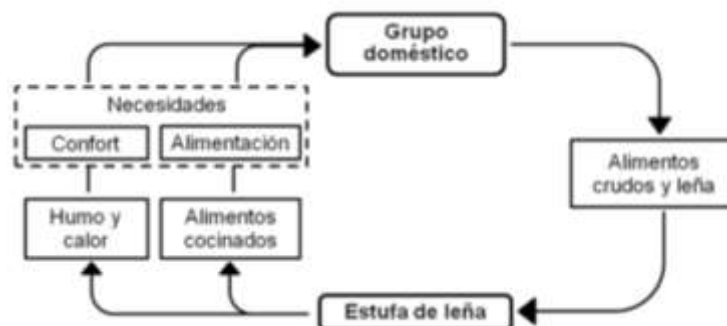 Grupo
doméstico
Necesidades
Confort
Alimentación
Humo y
calor
Alimentos
cocinados
Alimentos
crudos y leña
Estufa de leña